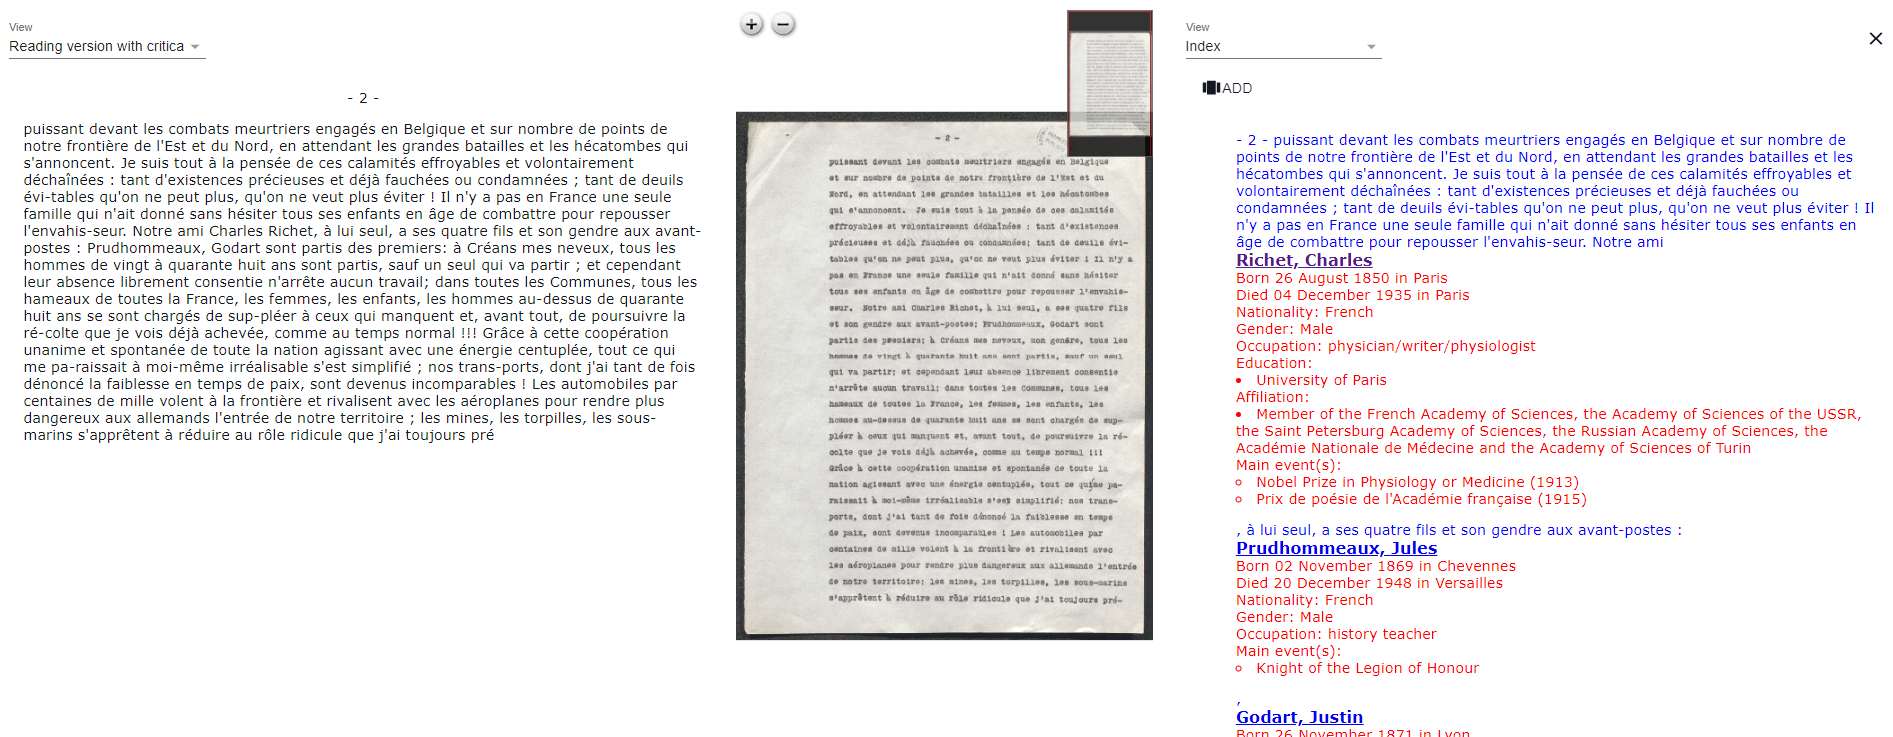 View
Reading version with critica
- 2 -
puissant devant les combats meurtriers engagés en Belgique et sur nombre de points de
notre frontière de l'Est et du Nord, en attendant les grandes batailles et les hécatombes qui
s'annoncent. Je suis tout à la pensée de ces calamités effroyables et volontairement
déchaînées : tant d'existences précieuses et déjà fauchées ou condamnées ; tant de deuils
évi-tables qu'on ne peut plus, qu'on ne veut plus éviter ! Il n'y a pas en France une seule
famille qui n'ait donné sans hésiter tous ses enfants en âge de combattre pour repousser
l'envahis-seur. Notre ami Charles Richet, à lui seul, a ses quatre fils et son gendre aux avant-
postes : Prudhommeaux, Godart sont partis des premiers: à Créans mes neveux, tous les
hommes de vingt à quarante huit ans sont partis, sauf un seul qui va partir ; et cependant
leur absence librement consentie n'arrête aucun travail; dans toutes les Communes, tous les
hameaux de toutes la France, les femmes, les enfants, les hommes au-dessus de quarante
huit ans se sont chargés de sup-pléer à ceux qui manquent et, avant tout, de poursuivre la
ré-colte que je vois déjà achevée, comme au temps normal !!! Grâce à cette coopération
unanime et spontanée de toute la nation agissant avec une énergie centuplée, tout ce qui
me pa-raissait à moi-même irréalisable s'est simplifié ; nos trans-ports, dont j'ai tant de fois
dénoncé la faiblesse en temps de paix, sont devenus incomparables ! Les automobiles par
centaines de mille volent à la frontière et rivalisent avec les aéroplanes pour rendre plus
dangereux aux allemands l'entrée de notre territoire ; les mines, les torpilles, les sous-
marins s'apprêtent à réduire au rôle ridicule que j'ai toujours pré
- 2 -
puissant devant les combats meurtriers engagés en Belgique
et sur nombre de points de notre frontière de l'Est et du
Nord, en attendant les grandes batailles et les hécatombes
qui s'annoncent. Je suis tout à la pensée de ces calamités
effroyables et volontairement déchaînées : tant d'existences
précieuses et déjà fauchées ou condamnées; tant de deuils évi-
tables qu'on ne peut plus, qu'on ne veut plus éviter ! Il n'y a
pas en France une seule famille qui n'ait donné sans hésiter
tous ses enfants en âge de combattre pour repousser l'envahis-
seur. Notre ami Charles Richet, à lui seul, a ses quatre fils
et son gendre aux avant-postes; Prudhommeaux, Godart sont
partis des premiers; à Créans mes neveux, mon gendre, tous les
hommes de vingt à quarante huit ans sont partis, sauf un seul
qui va partir; et cependant leur absence librement consentie
n'arrête aucun travail; dans toutes les Communes, tous les
hameaux de toutes la France, les femmes, les enfants, les
hommes au-dessus de quarante huit ans se sont chargés de sup-
pléer à ceux qui manquent et, avant tout, de poursuivre la ré-
colte que je vois déjà achevée, comme au temps normal !!!
Grâce à cette coopération unanime et spontanée de toute la
nation agissant avec une énergie centuplée, tout ce qui me pa-
raissait à moi-même irréalisable s'est simplifié; nos trans-
ports, dont j'ai tant de fois dénoncé la faiblesse en temps
de paix, sont devenus incomparables ! Les automobiles par
centaines de mille volent à la frontière et rivalisent avec
les aéroplanes pour rendre plus dangereux aux allemands l'entrée
de notre territoire; les mines, les torpilles, les sous-marins
s'apprêtent à réduire au rôle ridicule que j'ai toujours pré-
View
Index
ADD
- 2 - puissant devant les combats meurtriers engagés en Belgique et sur nombre de
points de notre frontière de l'Est et du Nord, en attendant les grandes batailles et les
hécatombes qui s'annoncent. Je suis tout à la pensée de ces calamités effroyables et
volontairement déchaînées : tant d'existences précieuses et déjà fauchées ou
condamnées ; tant de deuils évi-tables qu'on ne peut plus, qu'on ne veut plus éviter ! Il
n'y a pas en France une seule famille qui n'ait donné sans hésiter tous ses enfants en
âge de combattre pour repousser l'envahis-seur. Notre ami
Richet, Charles
Born 26 August 1850 in Paris
Died 04 December 1935 in Paris
Nationality: French
Gender: Male
Occupation: physician/writer/physiologist
Education:
• University of Paris
Affiliation:
• Member of the French Academy of Sciences, the Academy of Sciences of the USSR,
the Saint Petersburg Academy of Sciences, the Russian Academy of Sciences, the
Académie Nationale de Médecine and the Academy of Sciences of Turin
Main event(s):
◦ Nobel Prize in Physiology or Medicine (1913)
◦ Prix de poésie de l'Académie française (1915)
, à lui seul, a ses quatre fils et son gendre aux avant-postes :
Prudhommeaux, Jules
Born 02 November 1869 in Chevennes
Died 20 December 1948 in Versailles
Nationality: French
Gender: Male
Occupation: history teacher
Main event(s):
◦ Knight of the Legion of Honour
,
Godart, Justin
Born 26 November 1871 in Lyon